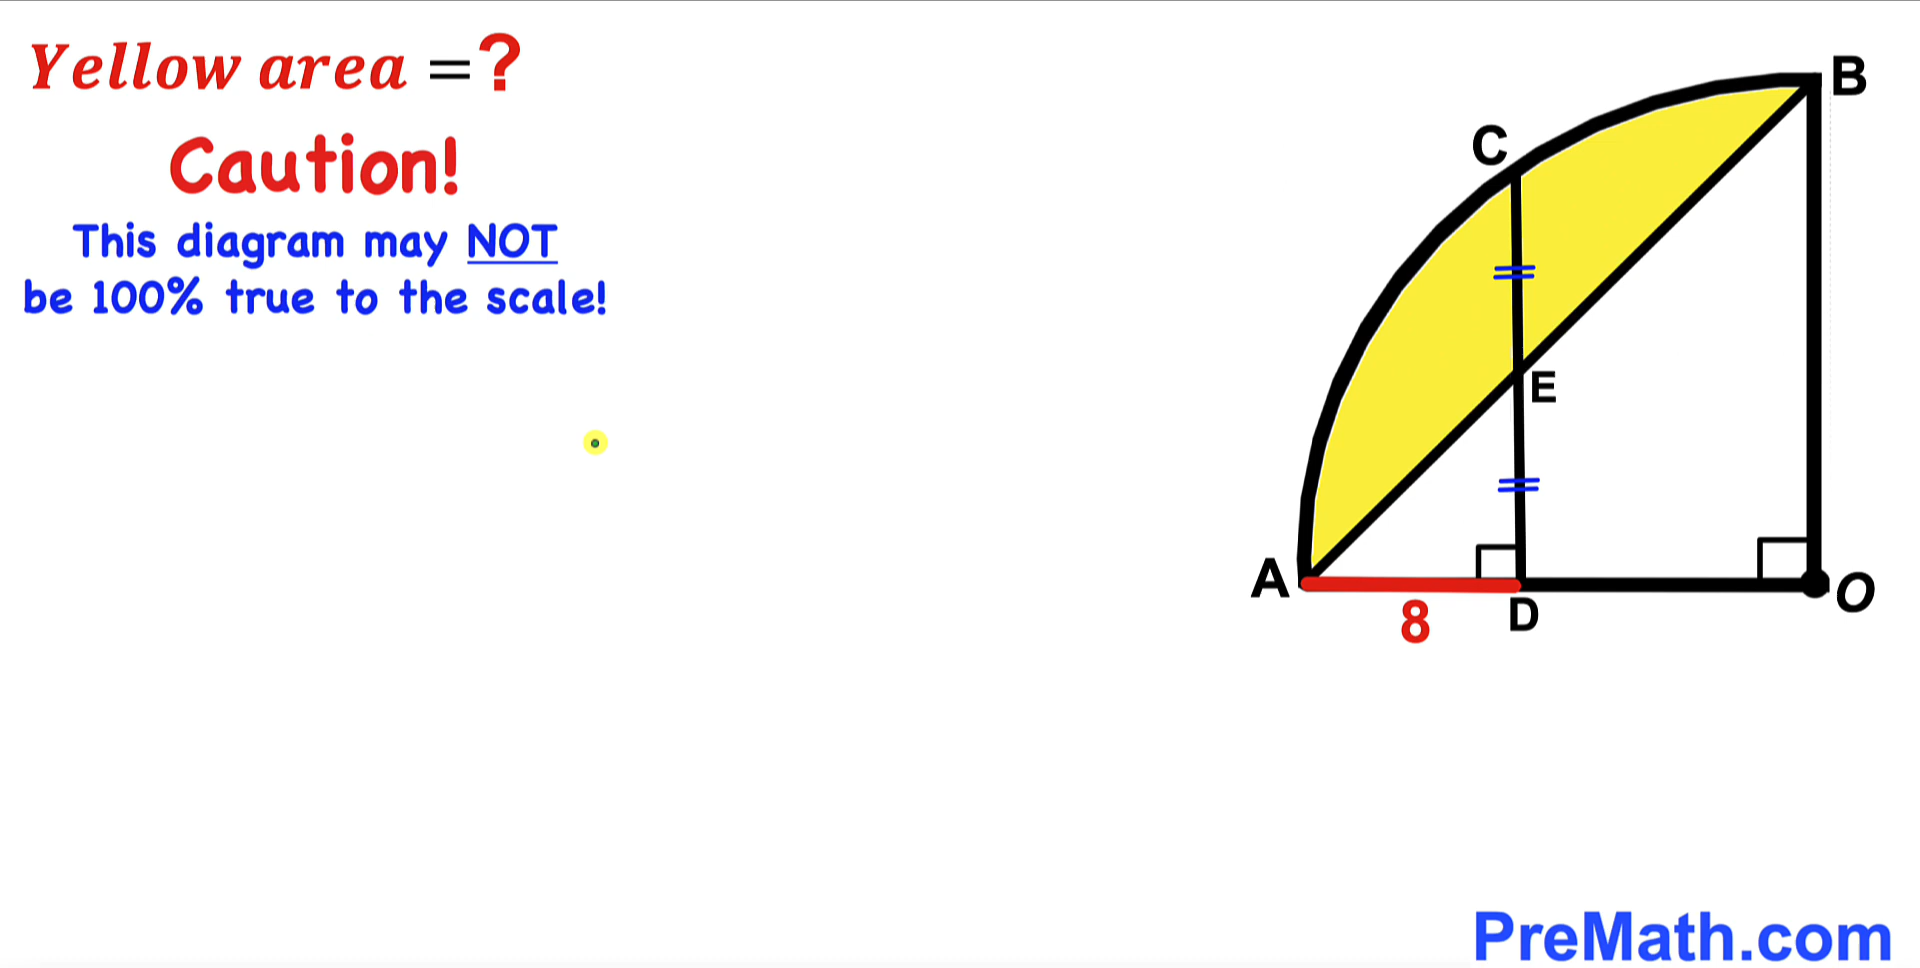 Yellow area =?
Caution!
This diagram may NOT
be 100% true to the scale!
B
C
E
A
D
O
8
PreMath.com